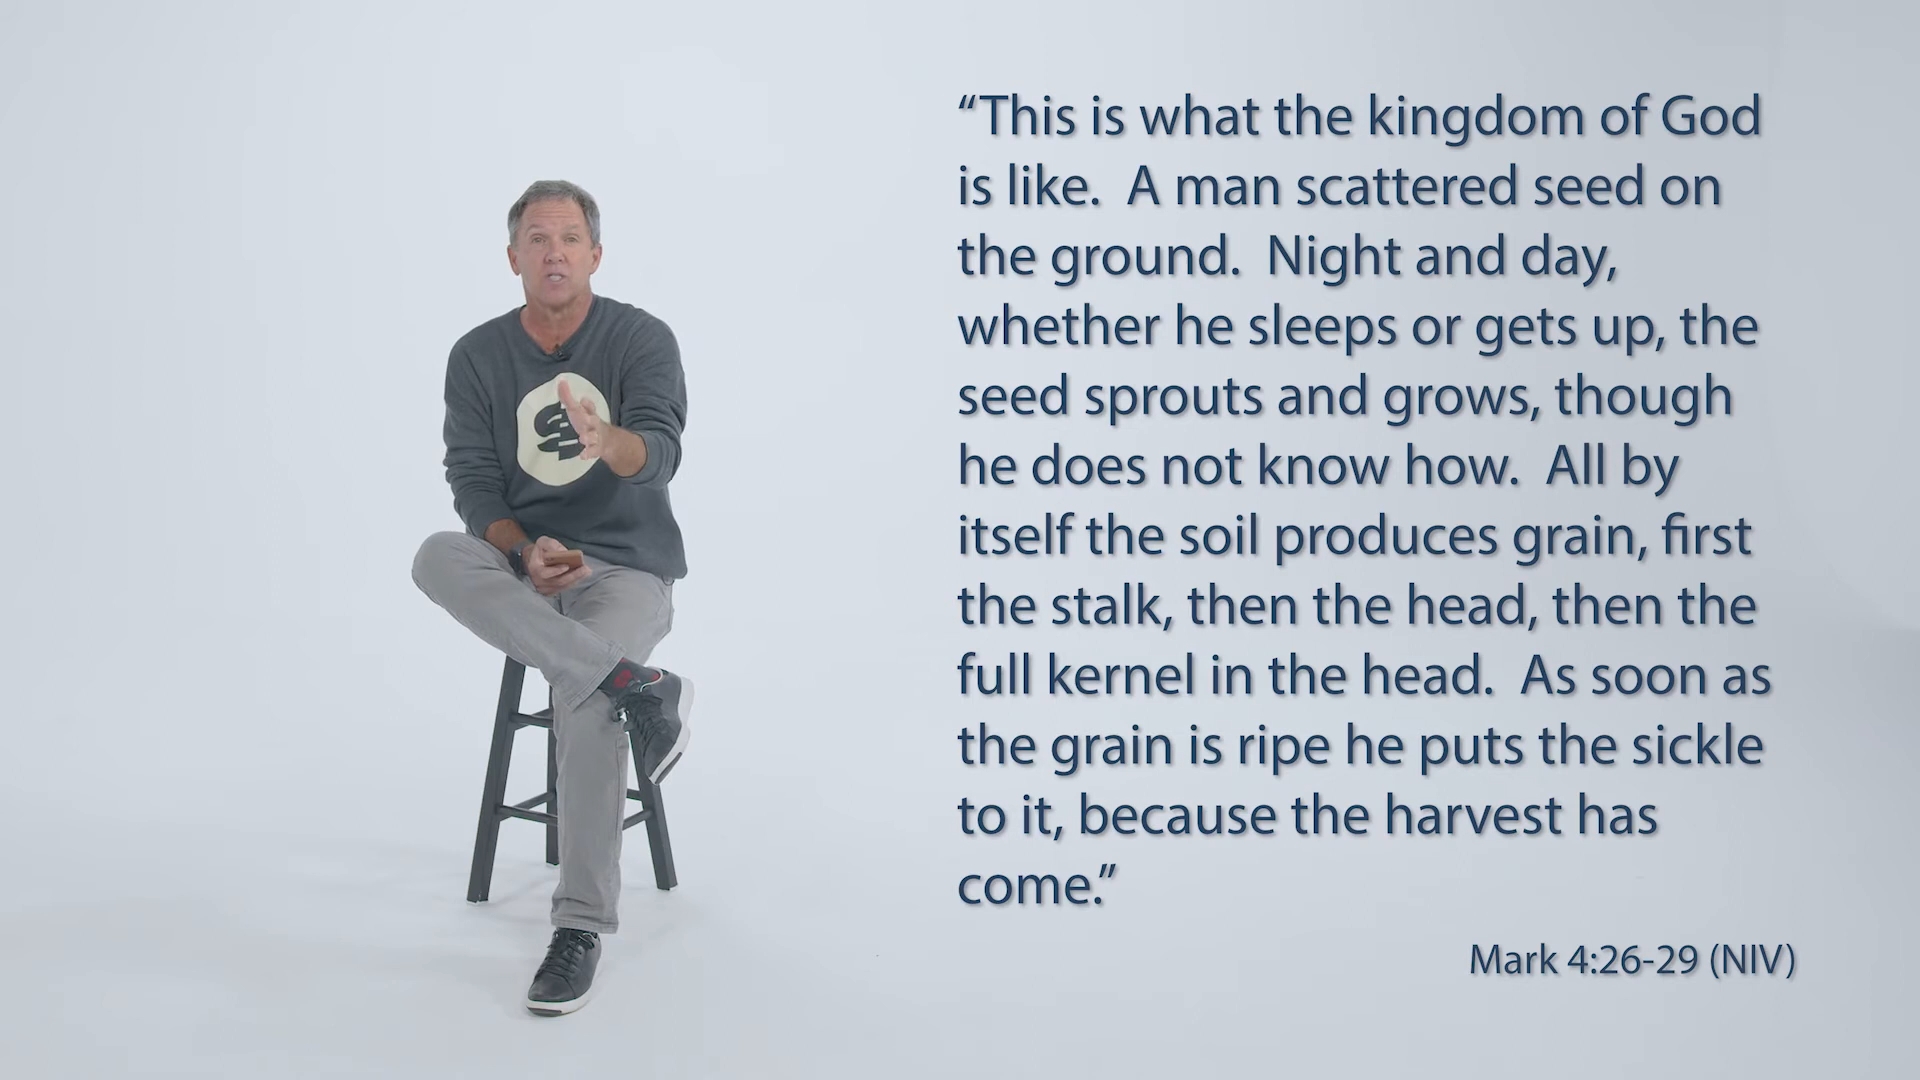 “This is what the kingdom of God
is like.  A man scattered seed on
the ground.  Night and day,
whether he sleeps or gets up, the
seed sprouts and grows, though
he does not know how.  All by
itself the soil produces grain, first
the stalk, then the head, then the
full kernel in the head.  As soon as
the grain is ripe he puts the sickle
to it, because the harvest has
come.”
Mark 4:26-29 (NIV)